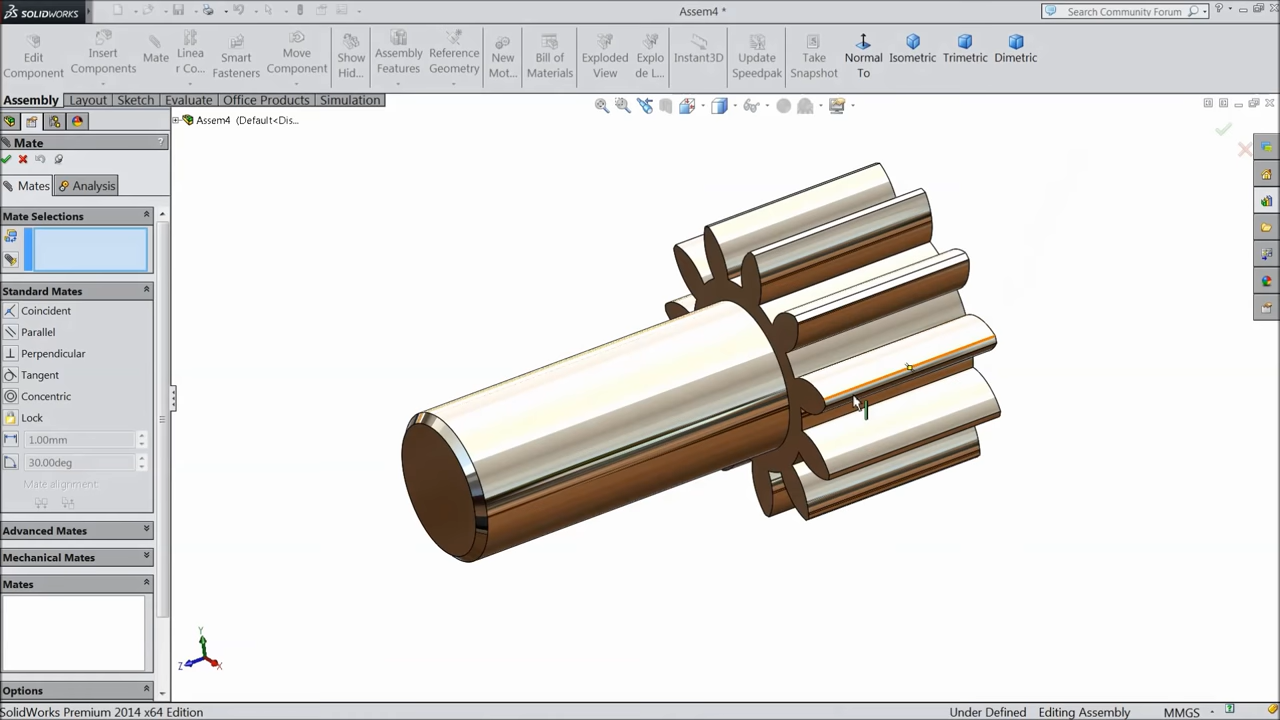 SOLIDWORKS
Assem4 *
Search Community Forum
Edit Component
Insert Components
Mate
Linea r Co...
Smart Fasteners
Move Component
Show Hid...
Assembly Features
Reference Geometry
New Mot...
Bill of Materials
Exploded View
Explo de L...
Instant3D
Update Speedpak
Take Snapshot
Normal To
Isometric
Trimetric
Dimetric
Assembly
Layout
Sketch
Evaluate
Office Products
Simulation
Assem4 (Default<Dis...
Mate
?
Mates
Analysis
Mate Selections
Standard Mates
Coincident
Parallel
Perpendicular
Tangent
Concentric
Lock
1.00mm
30.00deg
Mate alignment:
Advanced Mates
Mechanical Mates
Mates
Options
Y
Z
X
SolidWorks Premium 2014 x64 Edition
Under Defined
Editing Assembly
MMGS